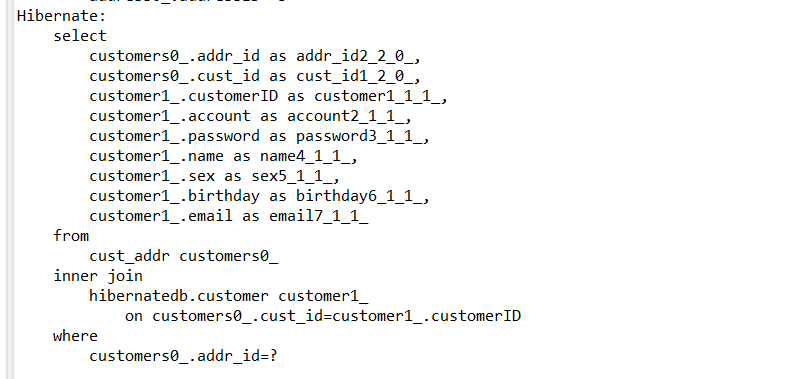 Hibernate:
select
customers0_.addr_id as addr_id2_2_0_,
customers0_.cust_id as cust_id1_2_0_,
customer1_.customerID as customer1_1_1_,
customer1_.account as account2_1_1_,
customer1_.password as password3_1_1_,
customer1_.name as name4_1_1_,
customer1_.sex as sex5_1_1_,
customer1_.birthday as birthday6_1_1_,
customer1_.email as email7_1_1_
from
cust_addr customers0_
inner join
hibernatedb.customer customer1_
on customers0_.cust_id=customer1_.customerID
where
customers0_.addr_id=?